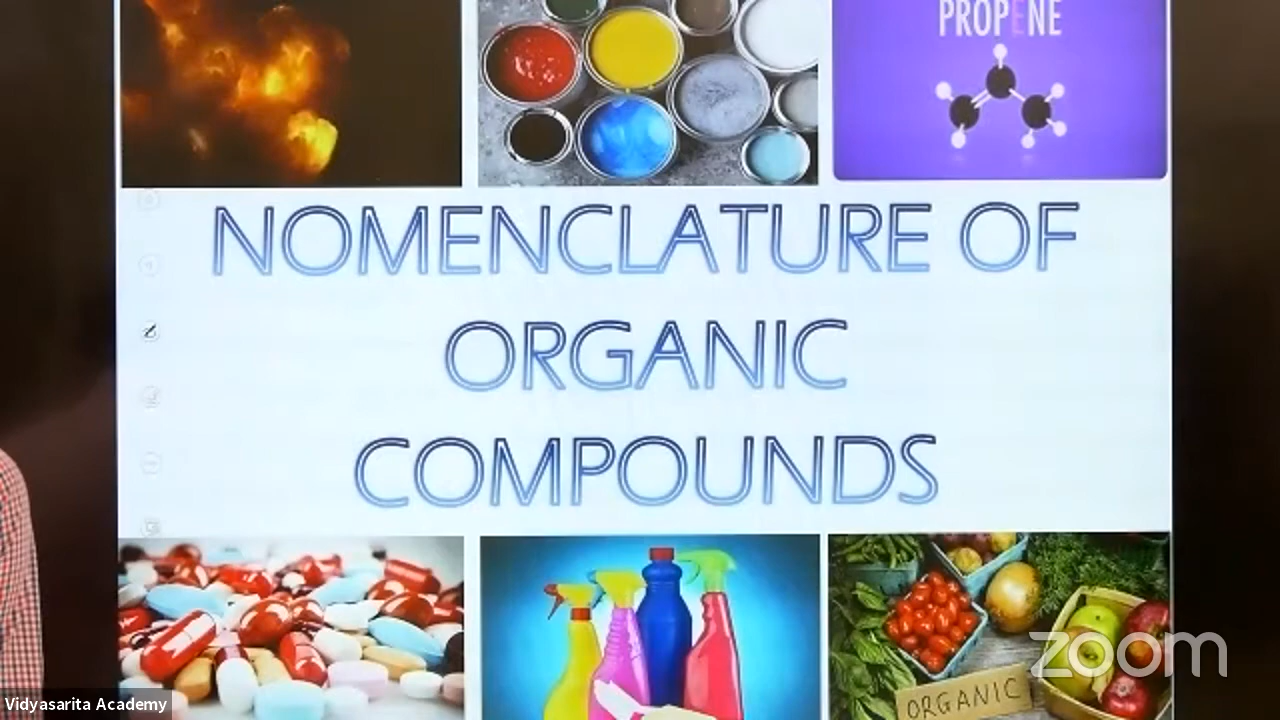 PROPENE
NOMENCLATURE OF
ORGANIC
COMPOUNDS
ORGANIC
zoom
Vidyasarita Academy